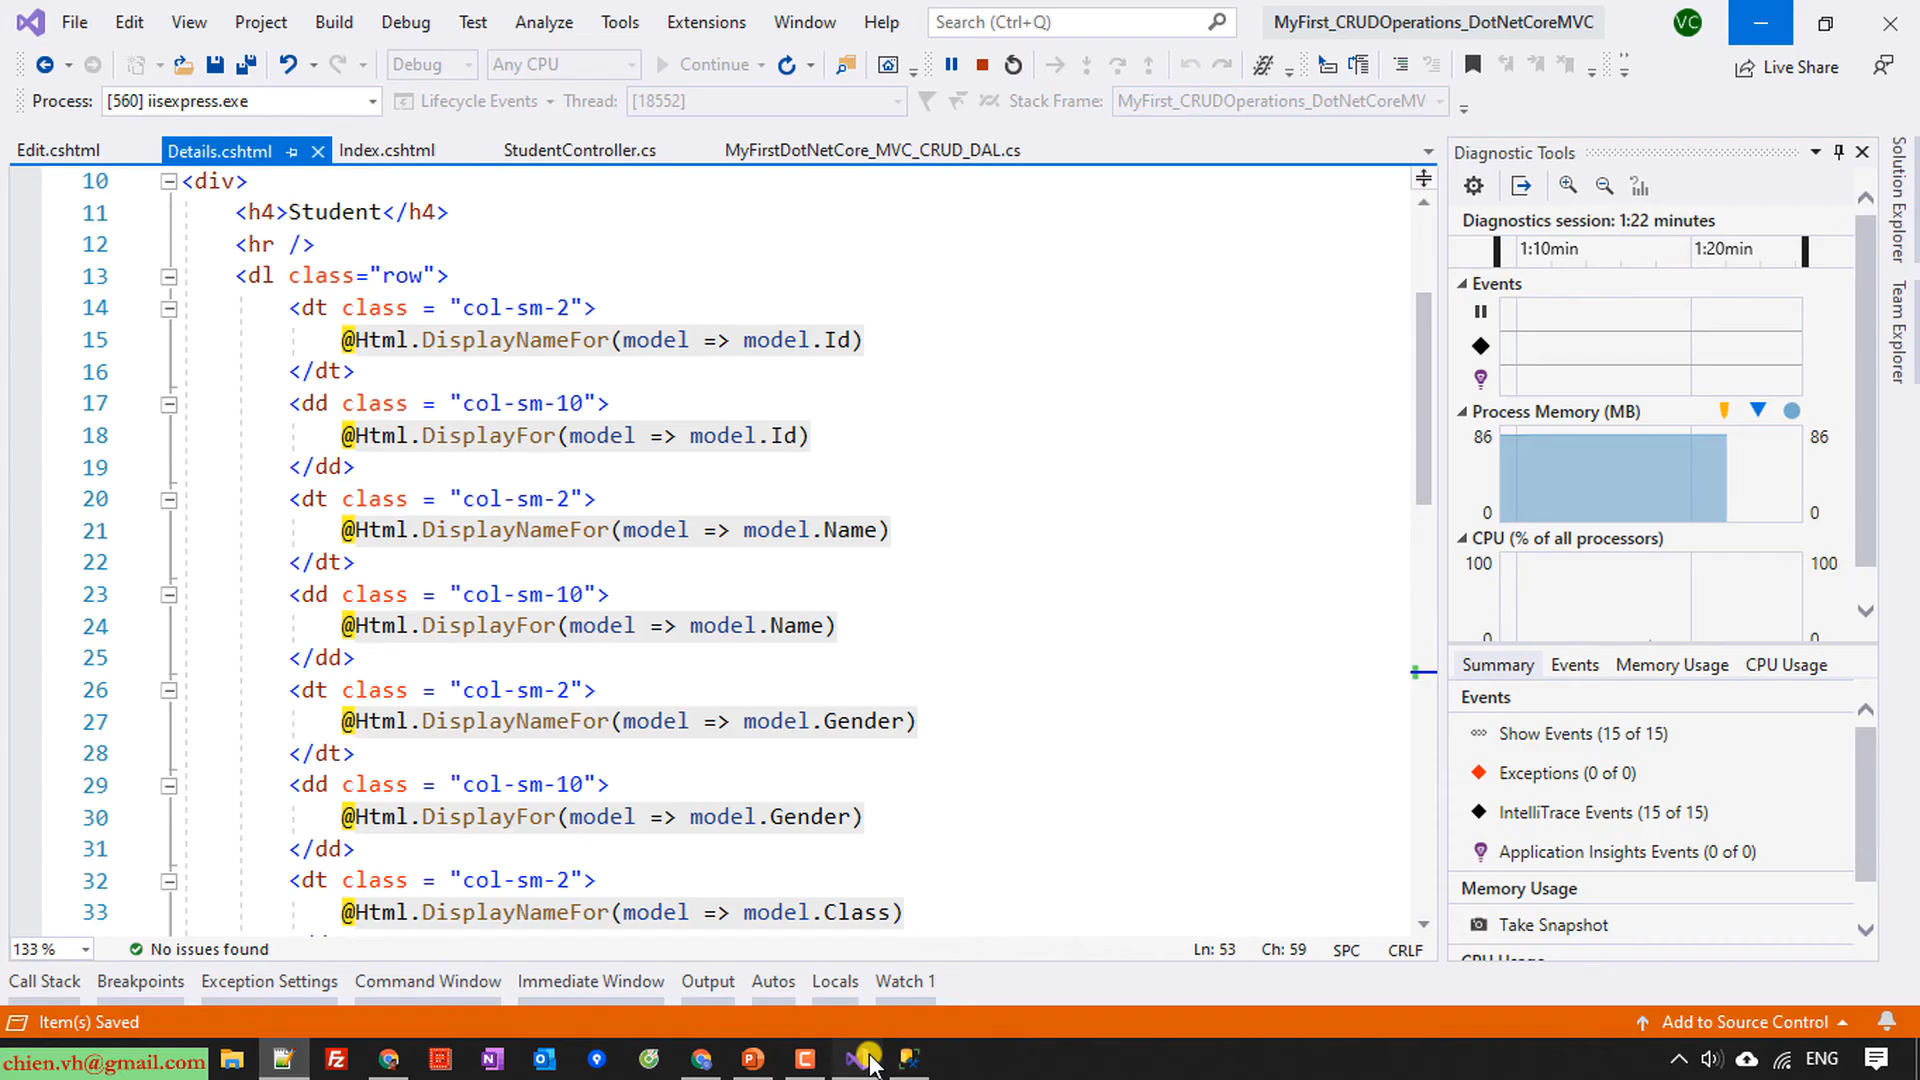 File Edit View Project Build Debug Test Analyze Tools Extensions Window Help Search (Ctrl+Q) MyFirst_CRUDOperations_DotNetCoreMVC VC
Debug Any CPU Continue Live Share
Process: [560] iisexpress.exe Lifecycle Events Thread: [18552] Stack Frame: MyFirst_CRUDOperations_DotNetCoreMV
Edit.cshtml Details.cshtml Index.cshtml StudentController.cs MyFirstDotNetCore_MVC_CRUD_DAL.cs
10 <div>
11 <h4>Student</h4>
12 <hr />
13 <dl class="row">
14 <dt class = "col-sm-2">
15 @Html.DisplayNameFor(model => model.Id)
16 </dt>
17 <dd class = "col-sm-10">
18 @Html.DisplayFor(model => model.Id)
19 </dd>
20 <dt class = "col-sm-2">
21 @Html.DisplayNameFor(model => model.Name)
22 </dt>
23 <dd class = "col-sm-10">
24 @Html.DisplayFor(model => model.Name)
25 </dd>
26 <dt class = "col-sm-2">
27 @Html.DisplayNameFor(model => model.Gender)
28 </dt>
29 <dd class = "col-sm-10">
30 @Html.DisplayFor(model => model.Gender)
31 </dd>
32 <dt class = "col-sm-2">
33 @Html.DisplayNameFor(model => model.Class)
133 % No issues found Ln: 53 Ch: 59 SPC CRLF
Diagnostic Tools
Diagnostics session: 1:22 minutes
1:10min 1:20min
Events
Process Memory (MB)
86 86
0 0
CPU (% of all processors)
100 100
0 0
Summary Events Memory Usage CPU Usage
Events
Show Events (15 of 15)
Exceptions (0 of 0)
IntelliTrace Events (15 of 15)
Application Insights Events (0 of 0)
Memory Usage
Take Snapshot
CPU Usage
Solution Explorer
Team Explorer
Call Stack Breakpoints Exception Settings Command Window Immediate Window Output Autos Locals Watch 1
Item(s) Saved Add to Source Control
chien.vh@gmail.com ENG